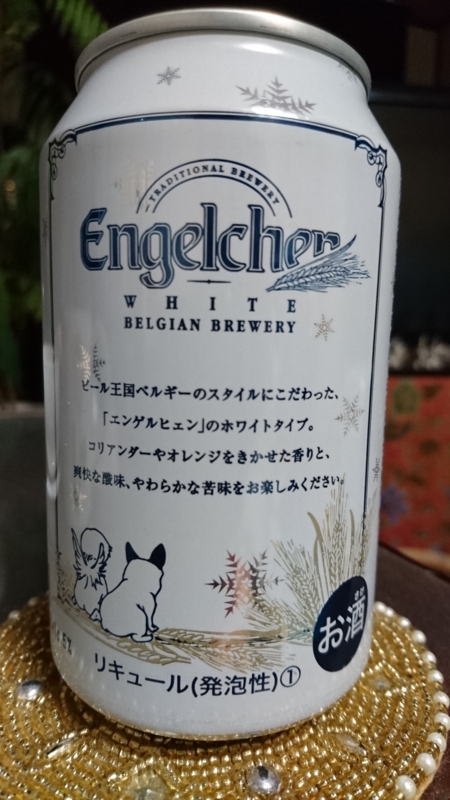 TRADITIONAL BREWERY
Engelchen
WHITE
BELGIAN BREWERY
ビール王国ベルギーのスタイルにこだわった、
「エンゲルヒェン」のホワイトタイプ。
コリアンダーやオレンジをきかせた香りと、
爽快な酸味、やわらかな苦味をお楽しみください。
お酒
リキュール(発泡性)①